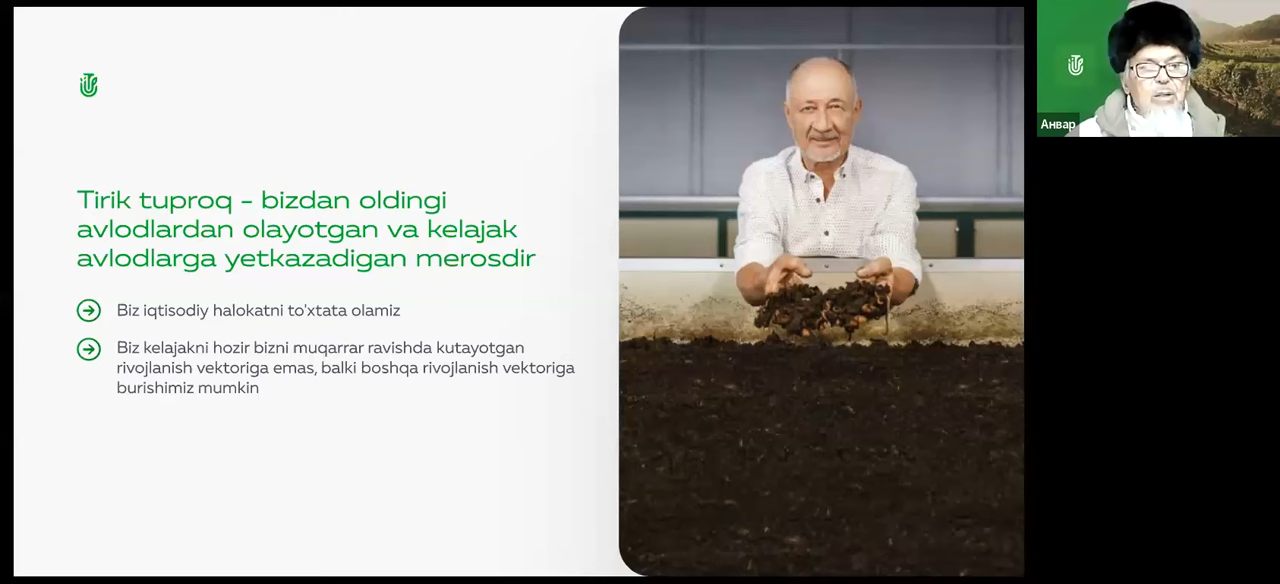 Tirik tuproq - bizdan oldingi
avlodlardan olayotgan va kelajak
avlodlarga yetkazadigan merosdir
Biz iqtisodiy halokatni to'xtata olamiz
Biz kelajakni hozir bizni muqarrar ravishda kutayotgan
rivojlanish vektoriga emas, balki boshqa rivojlanish vektoriga
burishimiz mumkin
Анвар